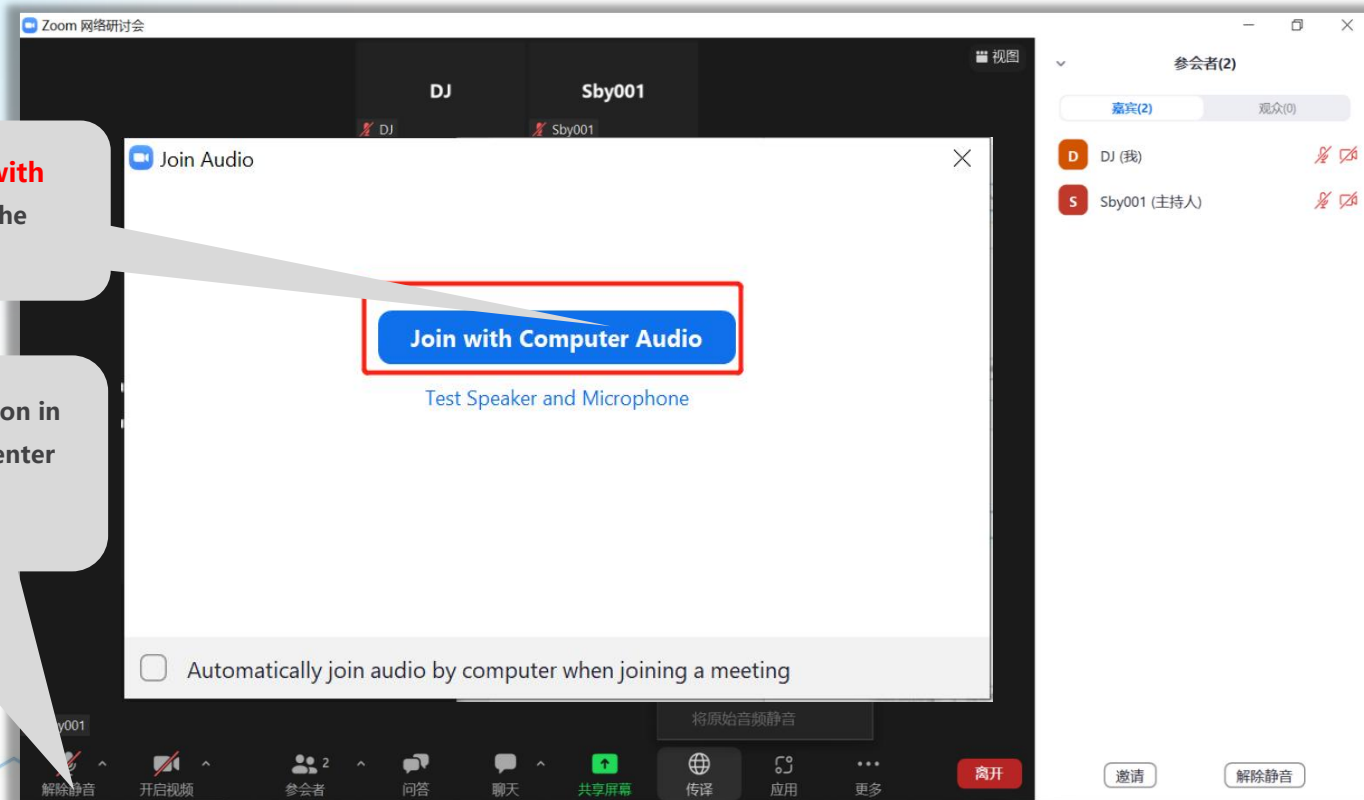 Zoom 网络研讨会
视图
DJ
Sby001
DJ
Sby001
with
he
on in
enter
Join Audio
Join with Computer Audio
Test Speaker and Microphone
Automatically join audio by computer when joining a meeting
y001
将原始音频静音
解除静音
开启视频
2
参会者
问答
聊天
共享屏幕
传译
应用
更多
离开
参会者(2)
嘉宾(2)
观众(0)
D
DJ (我)
S
Sby001 (主持人)
邀请
解除静音